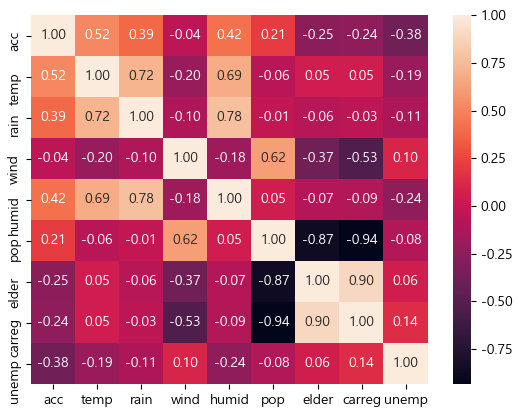 acc 1.00 0.52 0.39 -0.04 0.42 0.21 -0.25 -0.24 -0.38
temp 0.52 1.00 0.72 -0.20 0.69 -0.06 0.05 0.05 -0.19
rain 0.39 0.72 1.00 -0.10 0.78 -0.01 -0.06 -0.03 -0.11
wind -0.04 -0.20 -0.10 1.00 -0.18 0.62 -0.37 -0.53 0.10
humid 0.42 0.69 0.78 -0.18 1.00 0.05 -0.07 -0.09 -0.24
pop 0.21 -0.06 -0.01 0.62 0.05 1.00 -0.87 -0.94 -0.08
elder -0.25 0.05 -0.06 -0.37 -0.07 -0.87 1.00 0.90 0.06
carreg -0.24 0.05 -0.03 -0.53 -0.09 -0.94 0.90 1.00 0.14
unemp -0.38 -0.19 -0.11 0.10 -0.24 -0.08 0.06 0.14 1.00
acc temp rain wind humid pop elder carreg unemp
1.00
0.75
0.50
0.25
0.00
-0.25
-0.50
-0.75